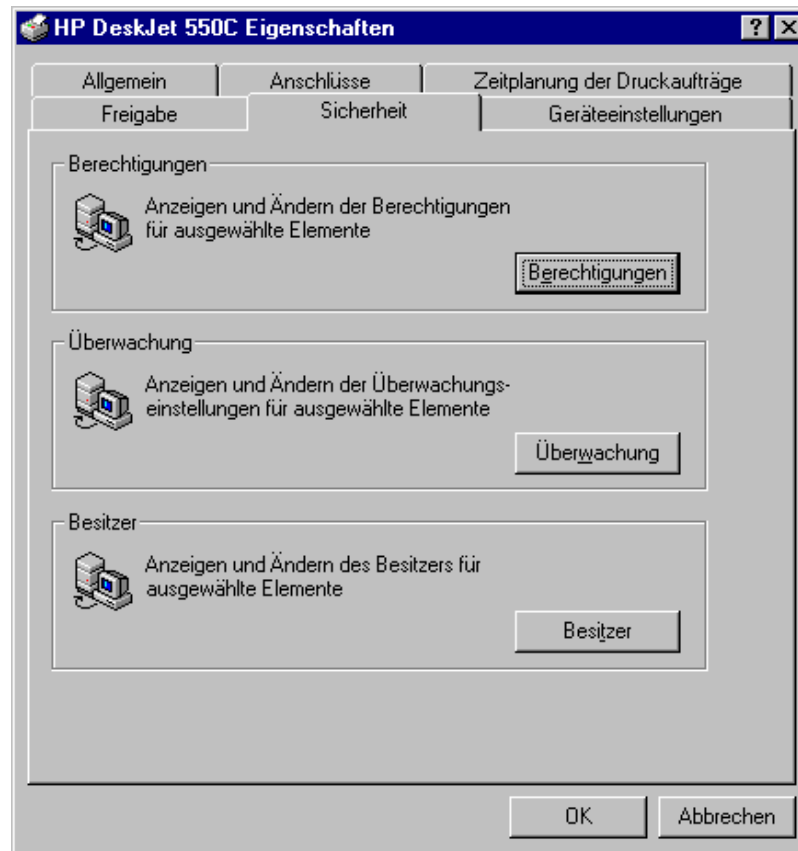 HP DeskJet 550C Eigenschaften
Allgemein
Anschlüsse
Zeitplanung der Druckaufträge
Freigabe
Sicherheit
Geräteeinstellungen
Berechtigungen
Anzeigen und Ändern der Berechtigungen
für ausgewählte Elemente
Berechtigungen
Überwachung
Anzeigen und Ändern der Überwachungs-
einstellungen für ausgewählte Elemente
Überwachung
Besitzer
Anzeigen und Ändern des Besitzers für
ausgewählte Elemente
Besitzer
OK
Abbrechen